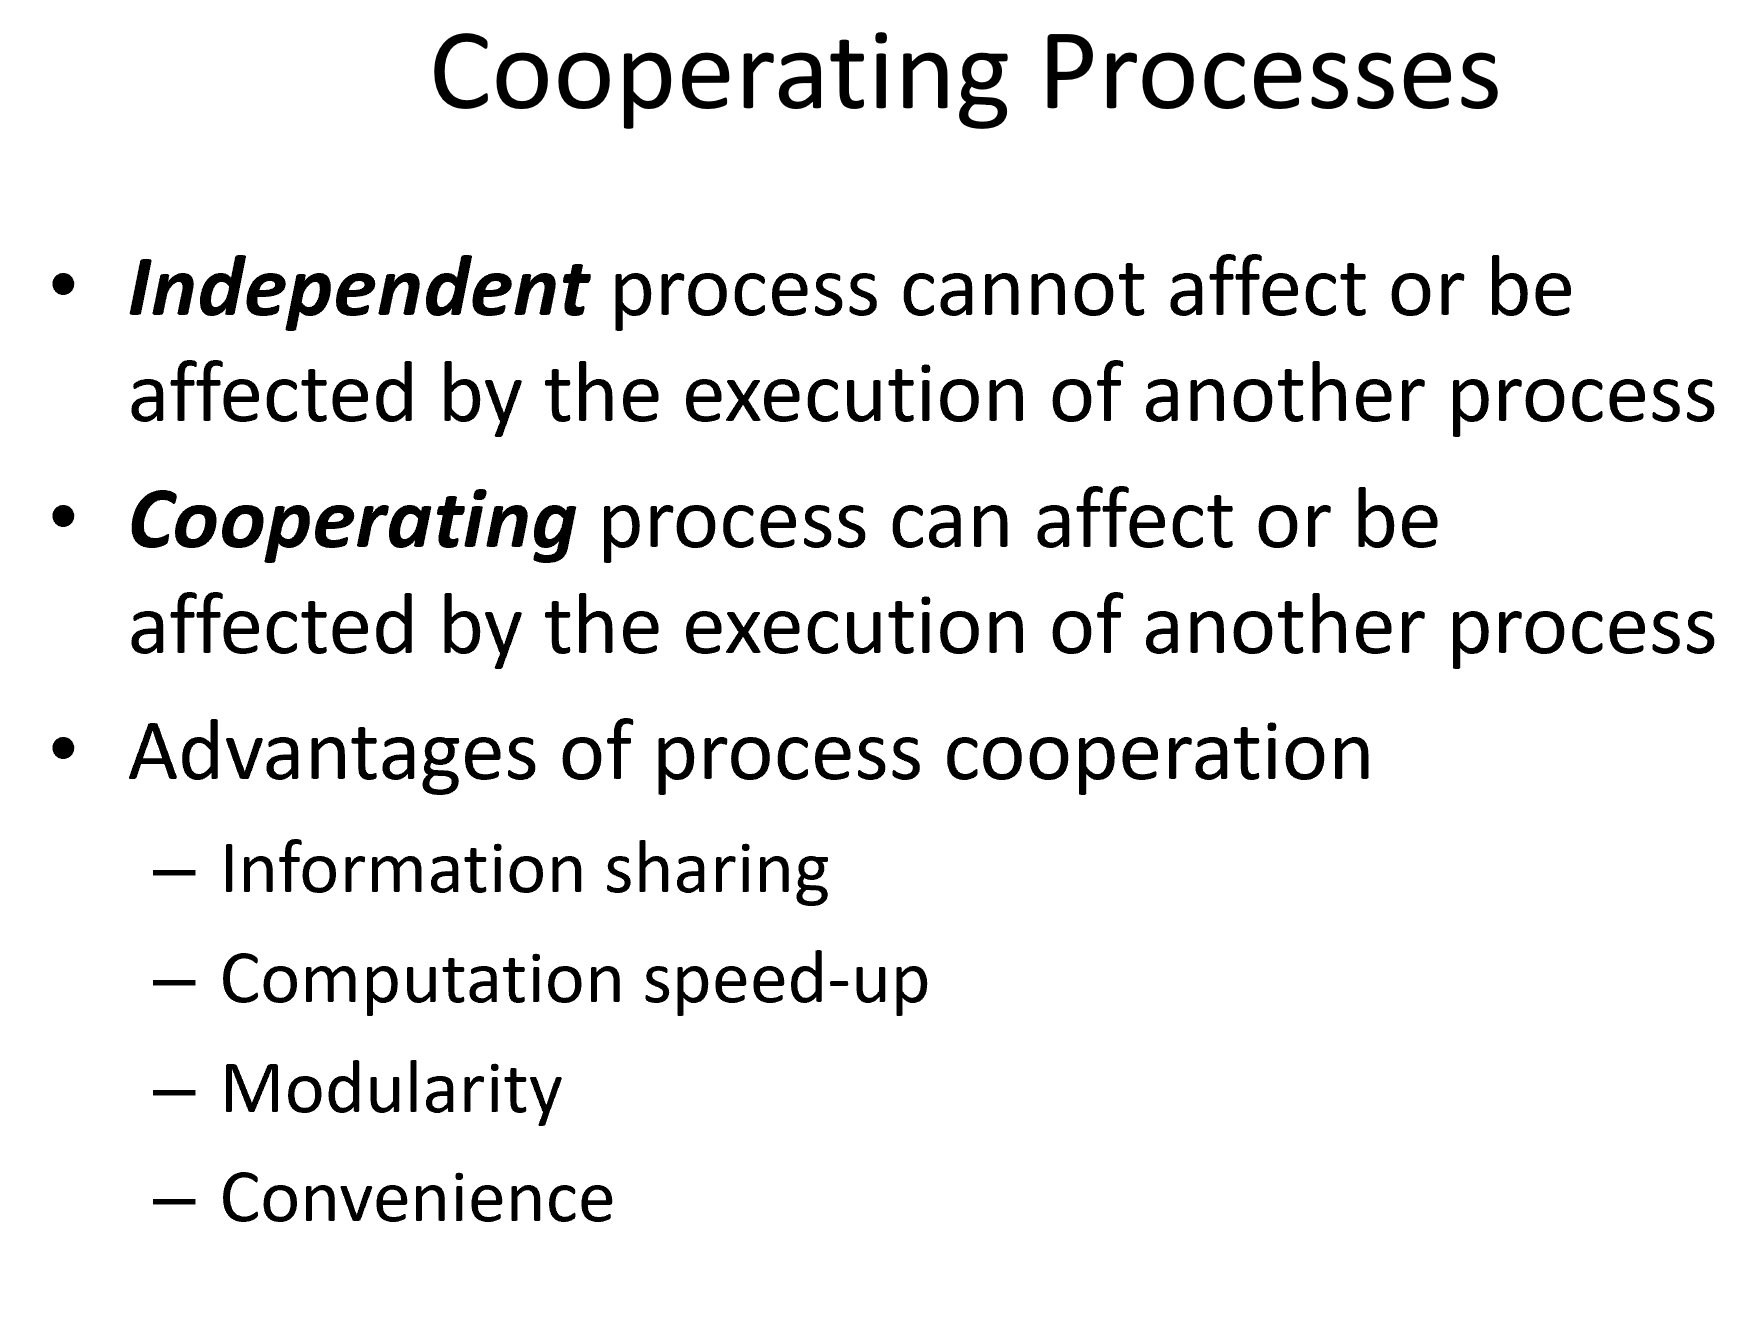 Cooperating Processes
• Independent process cannot affect or be
affected by the execution of another process
• Cooperating process can affect or be
affected by the execution of another process
• Advantages of process cooperation
– Information sharing
– Computation speed-up
– Modularity
– Convenience